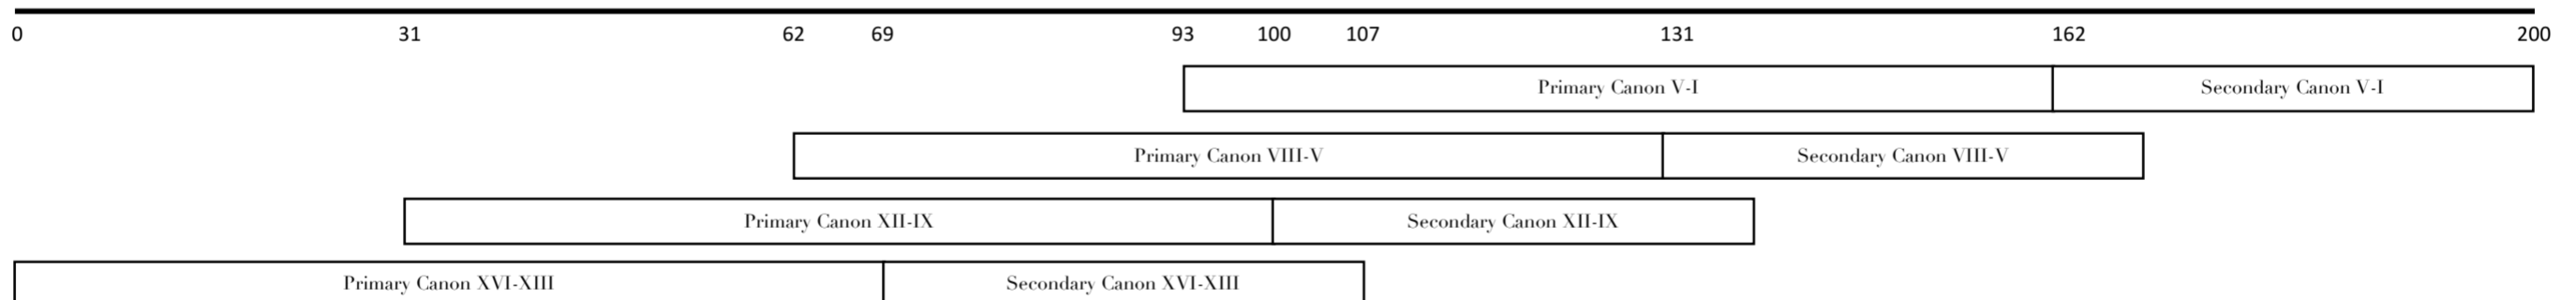 0 31 62 69 93 100 107 131 162 200
Primary Canon V-I Secondary Canon V-I
Primary Canon VIII-V Secondary Canon VIII-V
Primary Canon XII-IX Secondary Canon XII-IX
Primary Canon XVI-XIII Secondary Canon XVI-XIII